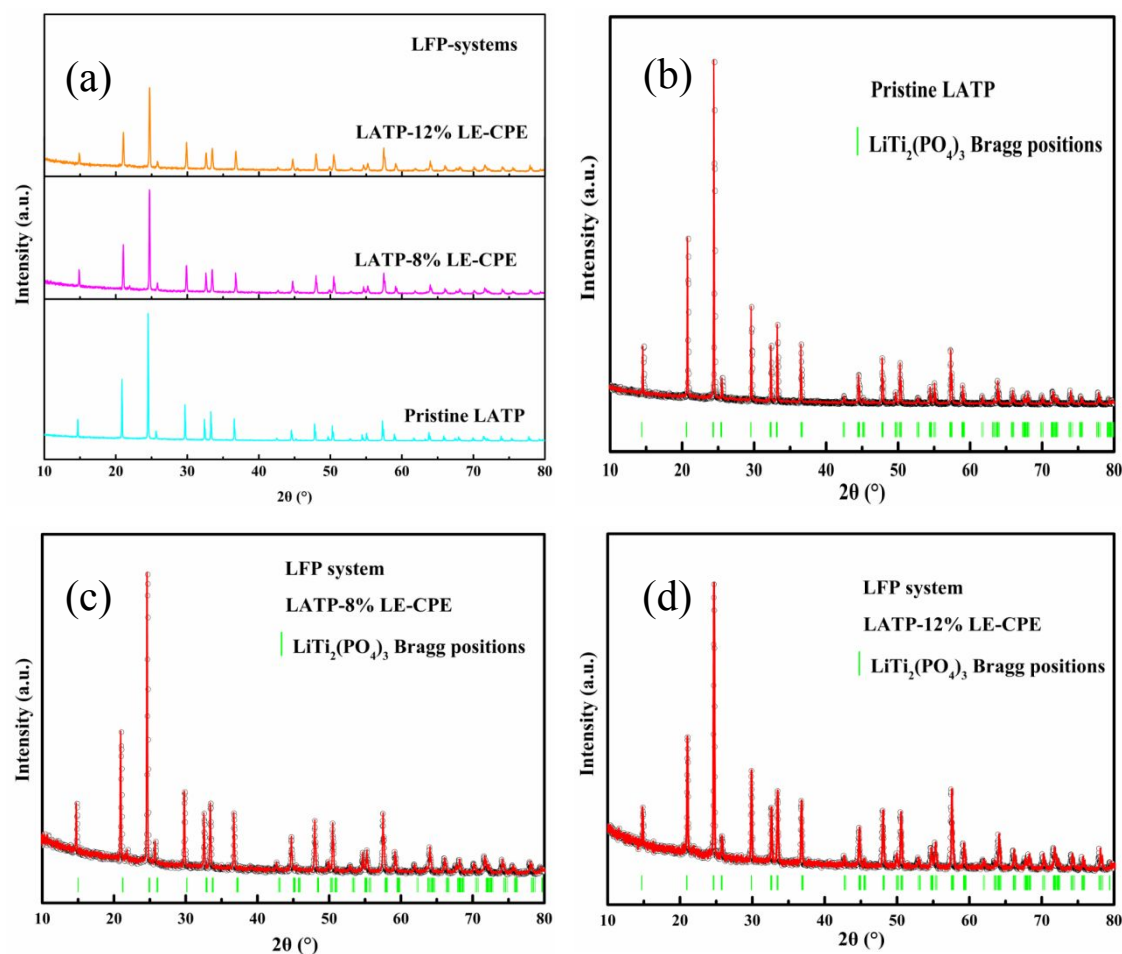 (a)
LFP-systems
LATP-12% LE-CPE
LATP-8% LE-CPE
Pristine LATP
Intensity (a.u.)
10 20 30 40 50 60 70 80
2θ (°)
(b)
Pristine LATP
LiTi₂(PO₄)₃ Bragg positions
Intensity (a.u.)
10 20 30 40 50 60 70 80
2θ (°)
(c)
LFP system
LATP-8% LE-CPE
LiTi₂(PO₄)₃ Bragg positions
Intensity (a.u.)
10 20 30 40 50 60 70 80
2θ (°)
(d)
LFP system
LATP-12% LE-CPE
LiTi₂(PO₄)₃ Bragg positions
Intensity (a.u.)
10 20 30 40 50 60 70 80
2θ (°)